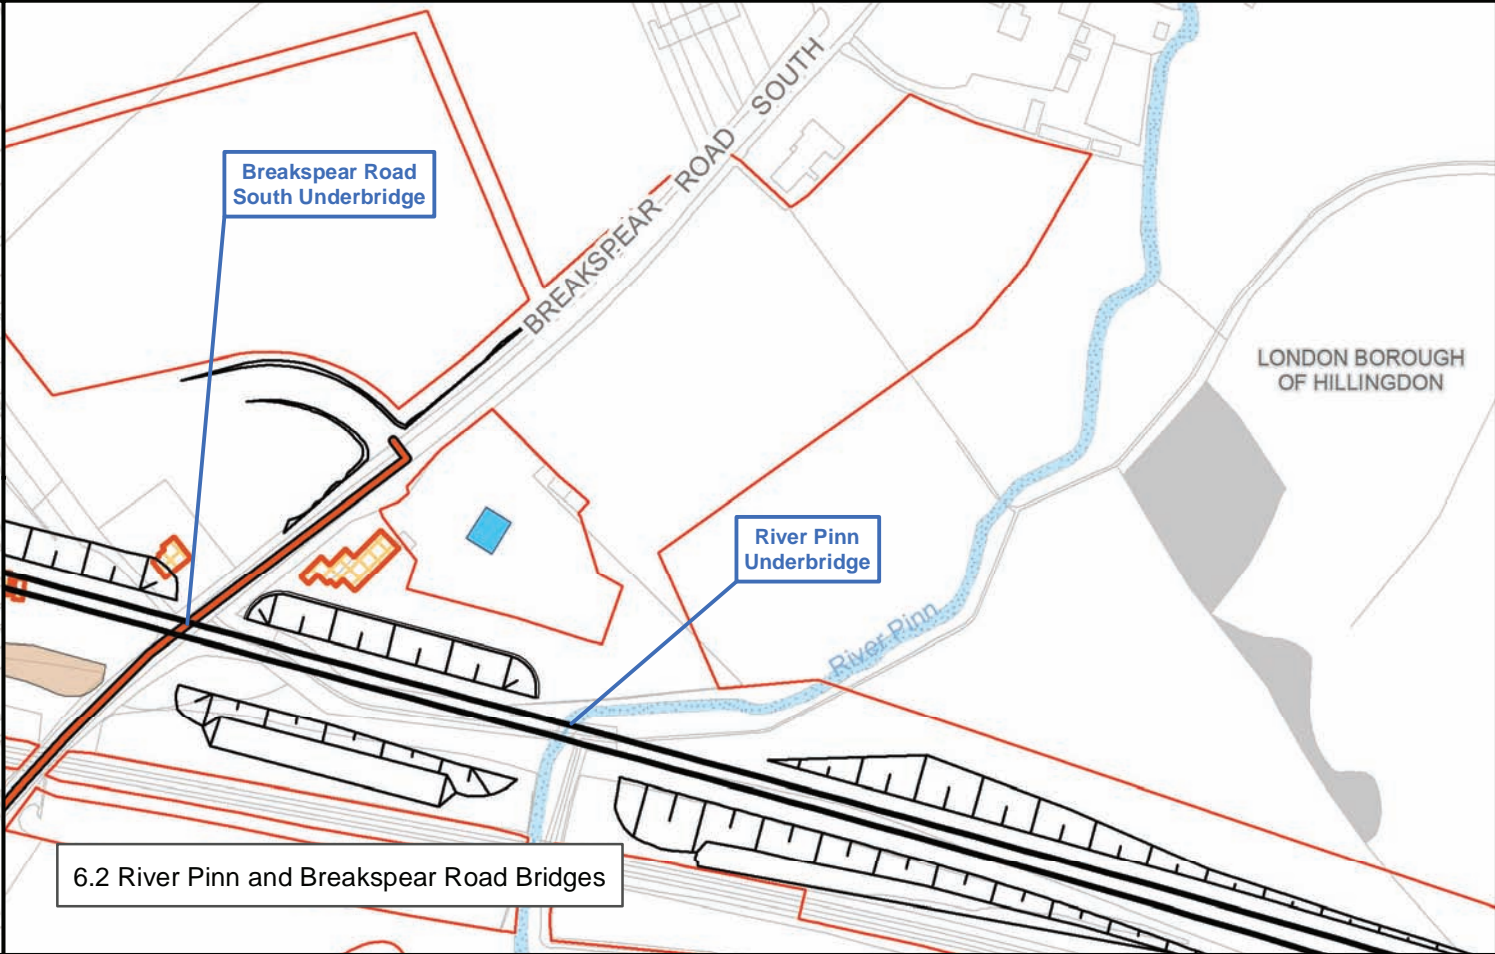 BREAKSPEAR ROAD SOUTH
Breakspear Road
South Underbridge
LONDON BOROUGH
OF HILLINGDON
River Pinn
Underbridge
River Pinn
6.2 River Pinn and Breakspear Road Bridges